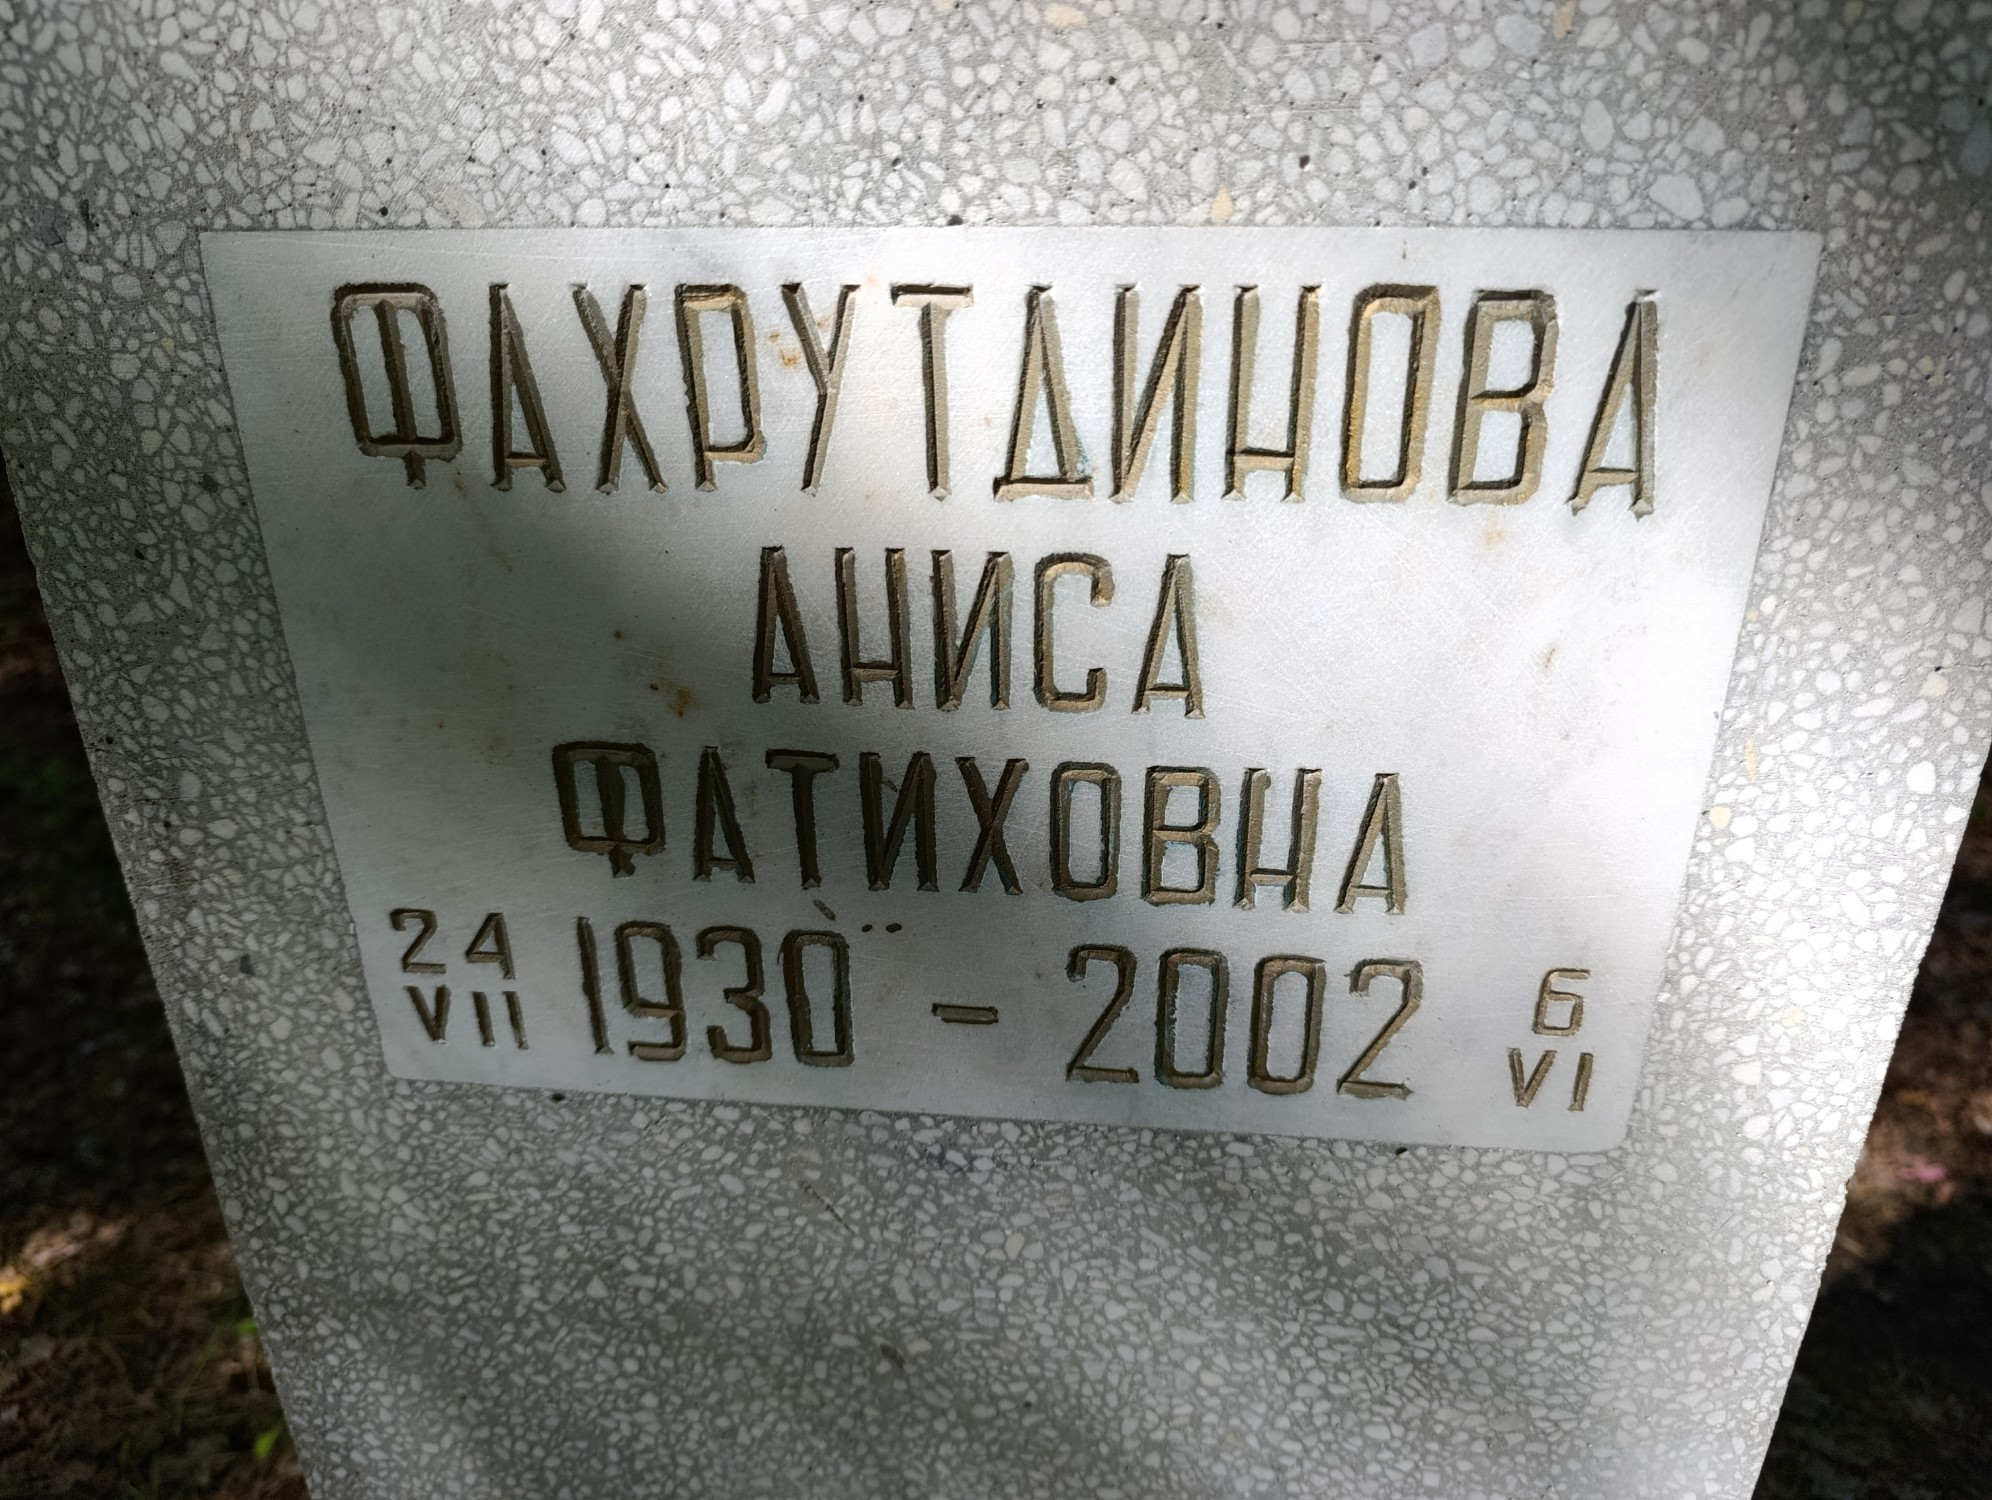 ФАХРУТДИНОВА
АНИСА
ФАТИХОВНА
24 VII 1930 – 2002 6 VI